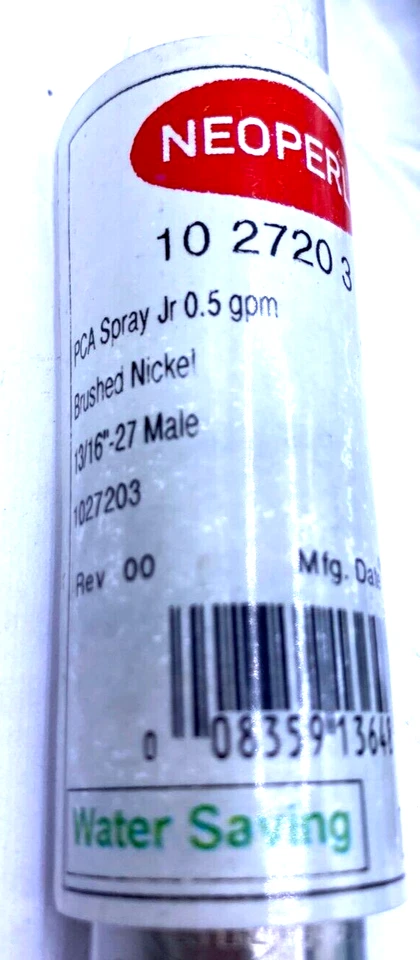 NEOPERL
10 2720 3
PCA Spray Jr 0.5 gpm
Brushed Nickel
13/16"-27 Male
1027203
Rev 00 Mfg. Date
0 08359 13648
Water Saving